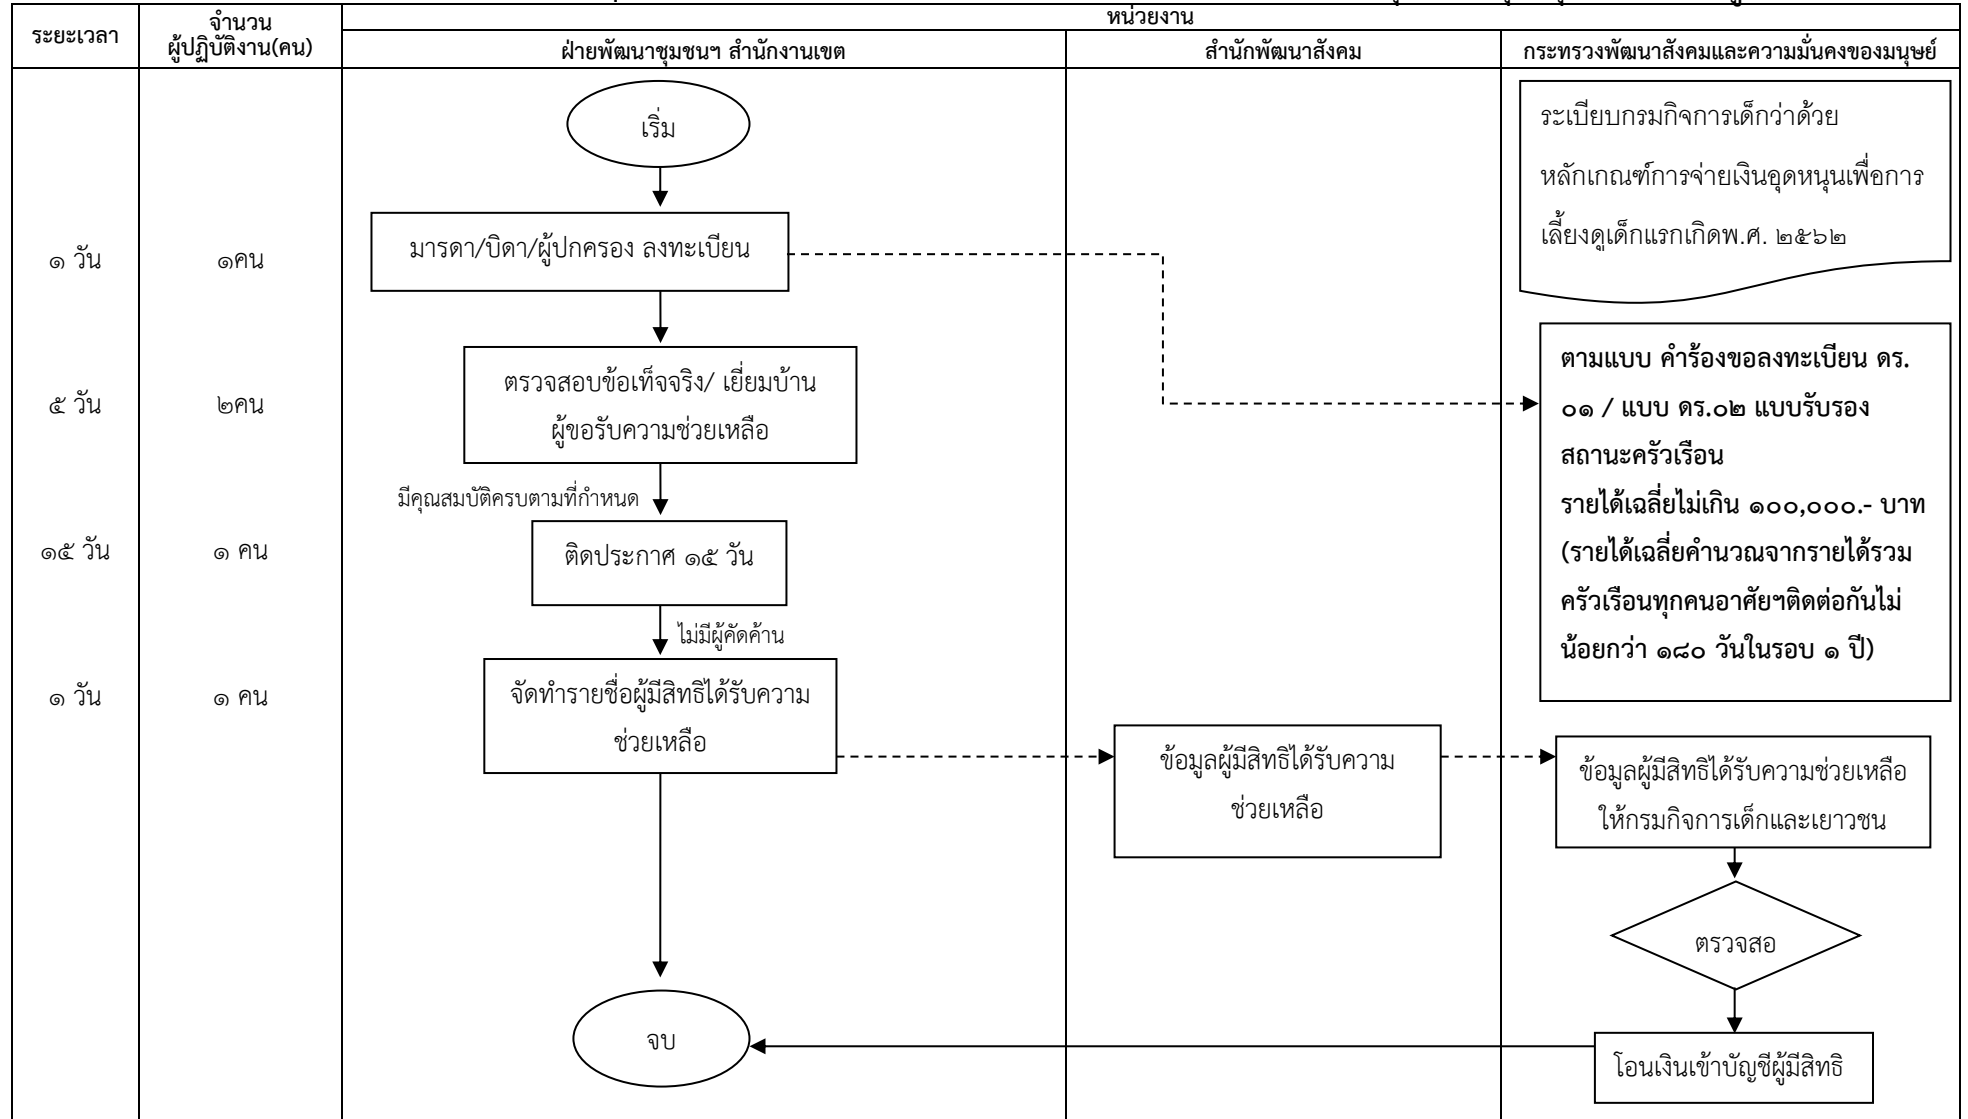 ระยะเวลา
จำนวน
ผู้ปฏิบัติงาน(คน)
หน่วยงาน
ฝ่ายพัฒนาชุมชนฯ สำนักงานเขต
สำนักพัฒนาสังคม
กระทรวงพัฒนาสังคมและความมั่นคงของมนุษย์
เริ่ม
ระเบียบกรมกิจการเด็กว่าด้วย
หลักเกณฑ์การจ่ายเงินอุดหนุนเพื่อการ
เลี้ยงดูเด็กแรกเกิดพ.ศ. ๒๕๖๒
๑ วัน
๑คน
มารดา/บิดา/ผู้ปกครอง ลงทะเบียน
๕ วัน
๒คน
ตรวจสอบข้อเท็จจริง/ เยี่ยมบ้าน
ผู้ขอรับความช่วยเหลือ
ตามแบบ คำร้องขอลงทะเบียน ดร.
๐๑ / แบบ ดร.๐๒ แบบรับรอง
สถานะครัวเรือน
รายได้เฉลี่ยไม่เกิน ๑๐๐,๐๐๐.- บาท
(รายได้เฉลี่ยคำนวณจากรายได้รวม
ครัวเรือนทุกคนอาศัยฯติดต่อกันไม่
น้อยกว่า ๑๘๐ วันในรอบ ๑ ปี)
มีคุณสมบัติครบตามที่กำหนด
๑๕ วัน
๑ คน
ติดประกาศ ๑๕ วัน
ไม่มีผู้คัดค้าน
๑ วัน
๑ คน
จัดทำรายชื่อผู้มีสิทธิได้รับความ
ช่วยเหลือ
ข้อมูลผู้มีสิทธิได้รับความ
ช่วยเหลือ
ข้อมูลผู้มีสิทธิได้รับความช่วยเหลือ
ให้กรมกิจการเด็กและเยาวชน
ตรวจสอ
จบ
โอนเงินเข้าบัญชีผู้มีสิทธิ